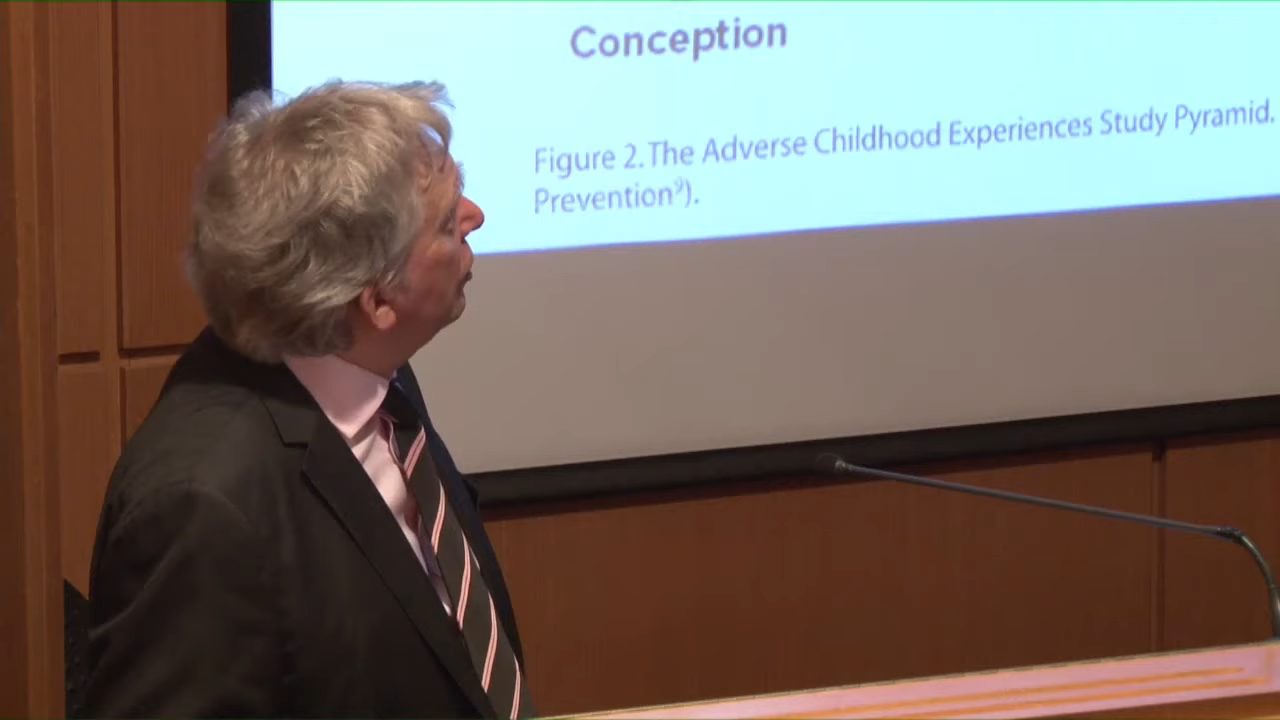 Conception
Figure 2. The Adverse Childhood Experiences Study Pyramid.
Prevention⁹).